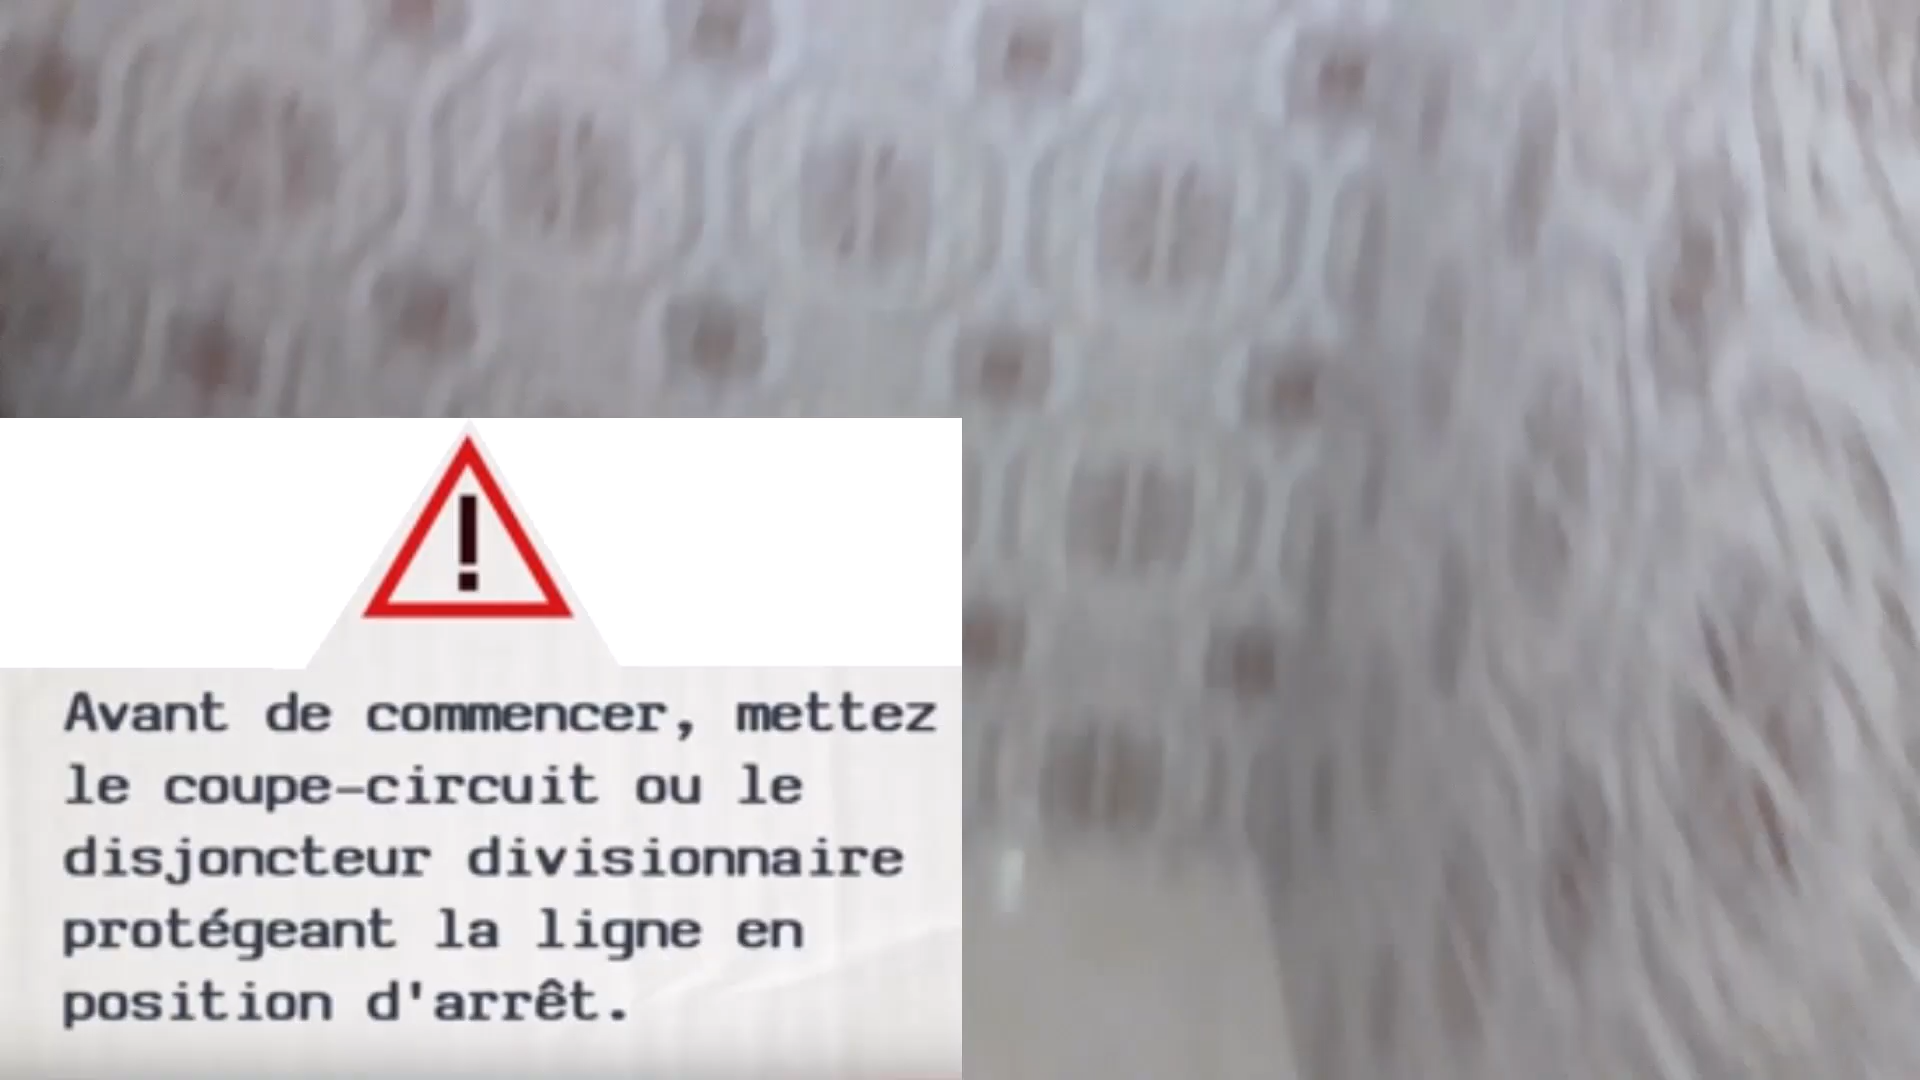 Avant de commencer, mettez
le coupe-circuit ou le
disjoncteur divisionnaire
protégeant la ligne en
position d'arrêt.